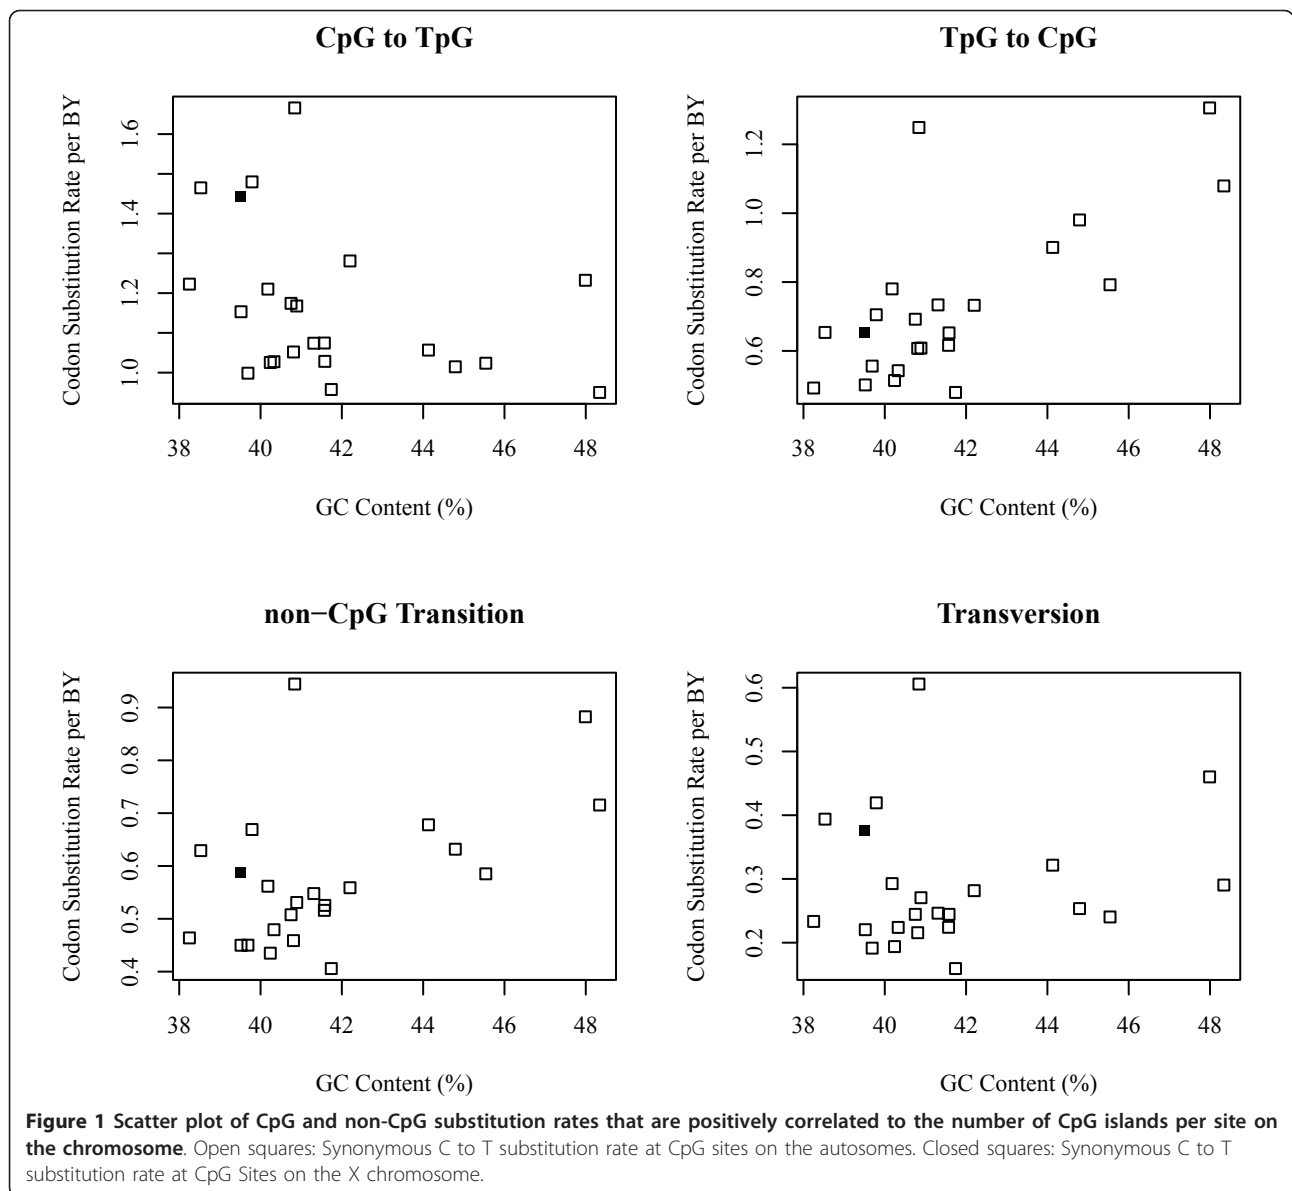 CpG to TpG
Codon Substitution Rate per BY
1.0 1.2 1.4 1.6
38 40 42 44 46 48
GC Content (%)
TpG to CpG
Codon Substitution Rate per BY
0.6 0.8 1.0 1.2
38 40 42 44 46 48
GC Content (%)
non−CpG Transition
Codon Substitution Rate per BY
0.4 0.5 0.6 0.7 0.8 0.9
38 40 42 44 46 48
GC Content (%)
Transversion
Codon Substitution Rate per BY
0.2 0.3 0.4 0.5 0.6
38 40 42 44 46 48
GC Content (%)
Figure 1 Scatter plot of CpG and non-CpG substitution rates that are positively correlated to the number of CpG islands per site on
the chromosome. Open squares: Synonymous C to T substitution rate at CpG sites on the autosomes. Closed squares: Synonymous C to T
substitution rate at CpG Sites on the X chromosome.